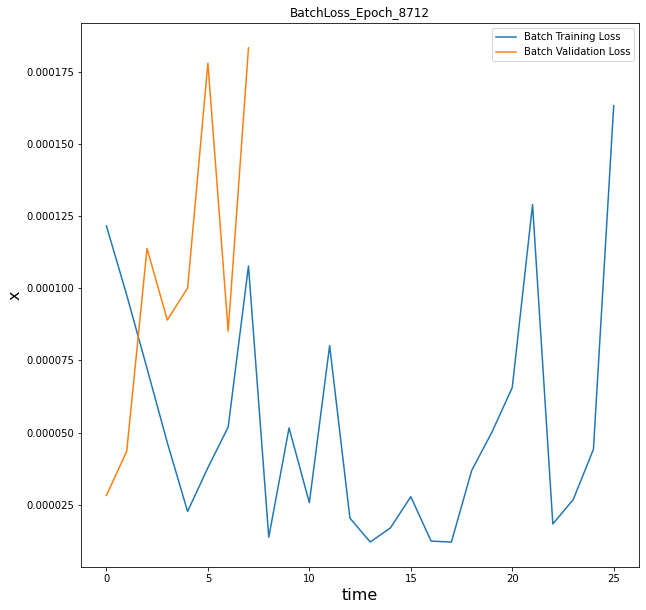 BatchLoss_Epoch_8712
Batch Training Loss
Batch Validation Loss
0.000175
0.000150
0.000125
0.000100
0.000075
0.000050
0.000025
x
0 5 10 15 20 25
time